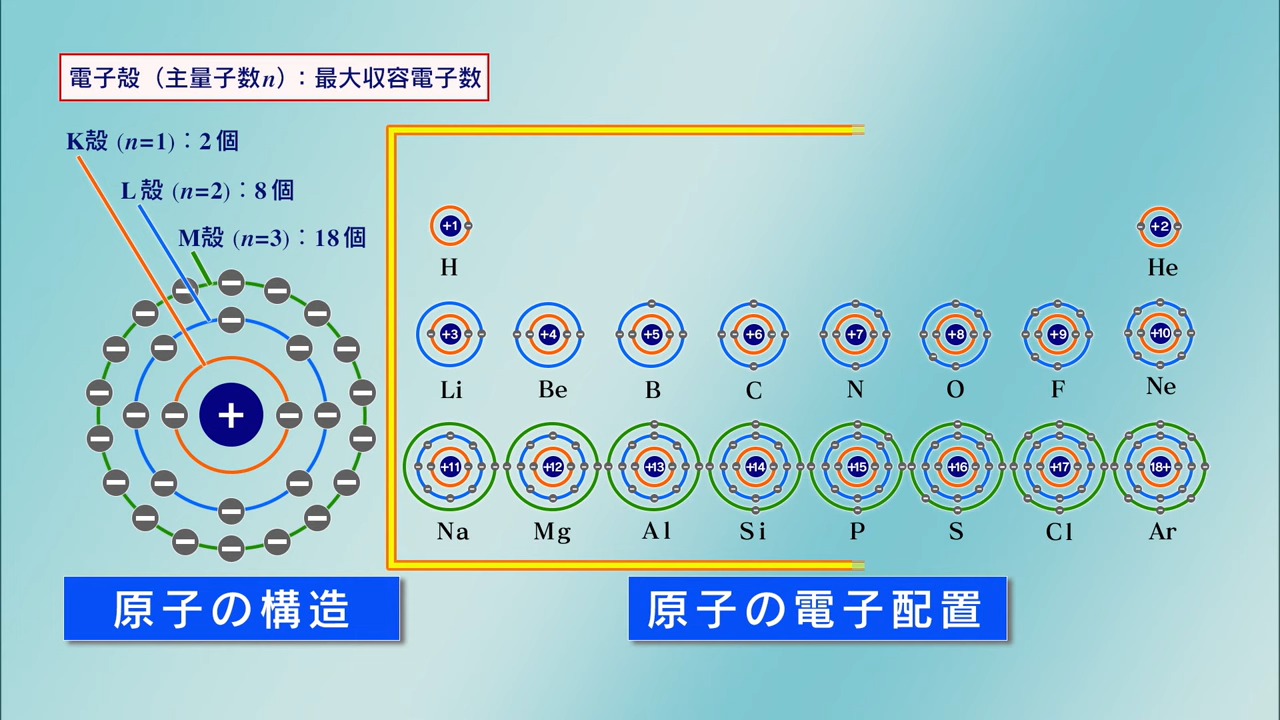 電子殻（主量子数n）：最大収容電子数
K殻 (n=1)：2個
L殻 (n=2)：8個
M殻 (n=3)：18個
+
+1
+2
H
He
+3 +4 +5 +6 +7 +8 +9 +10
Li Be B C N O F Ne
+11 +12 +13 +14 +15 +16 +17 18+
Na Mg Al Si P S Cl Ar
原子の構造
原子の電子配置